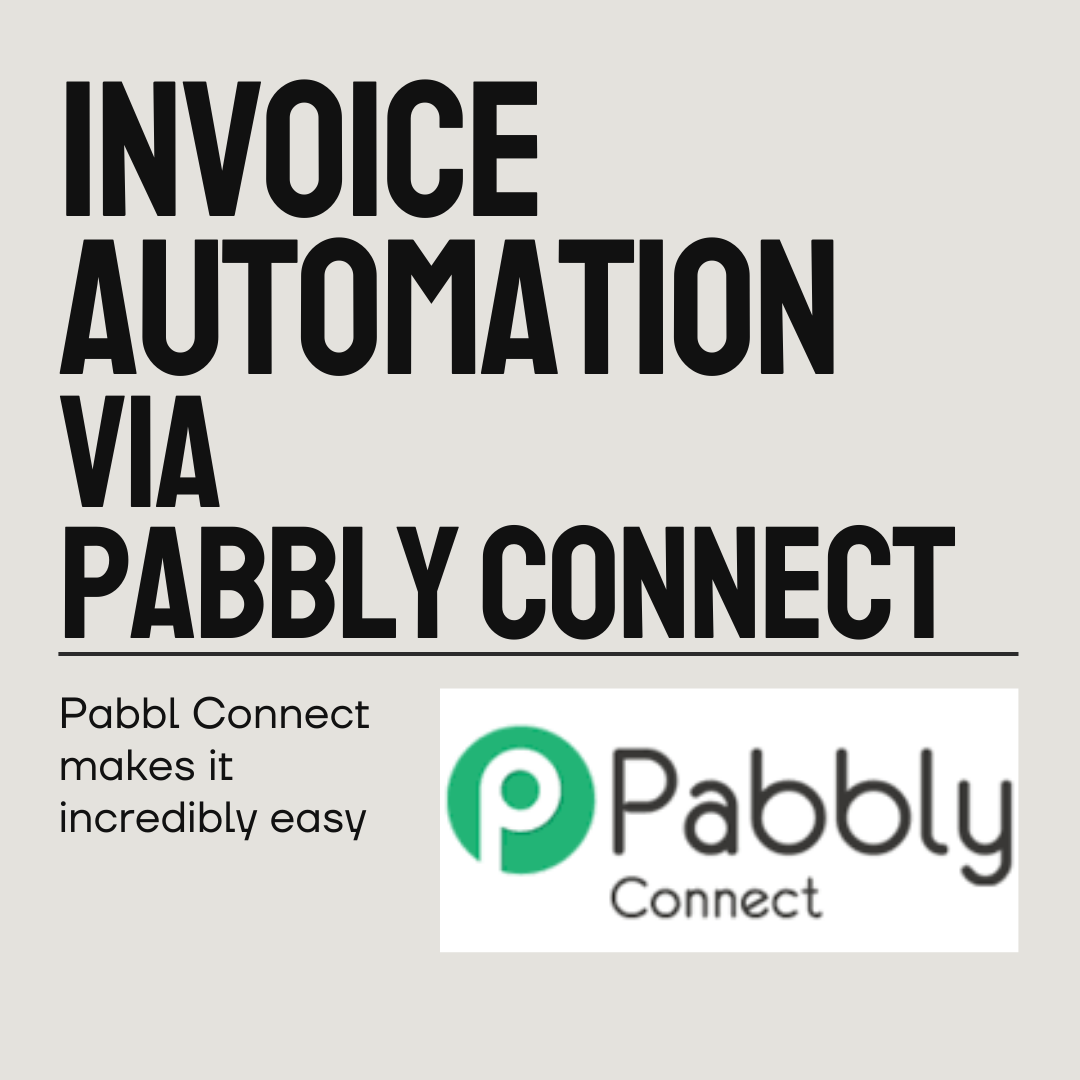 INVOICE
AUTOMATION
VIA
PABBLY CONNECT
Pabbl Connect
makes it
incredibly easy
Pabbly
Connect